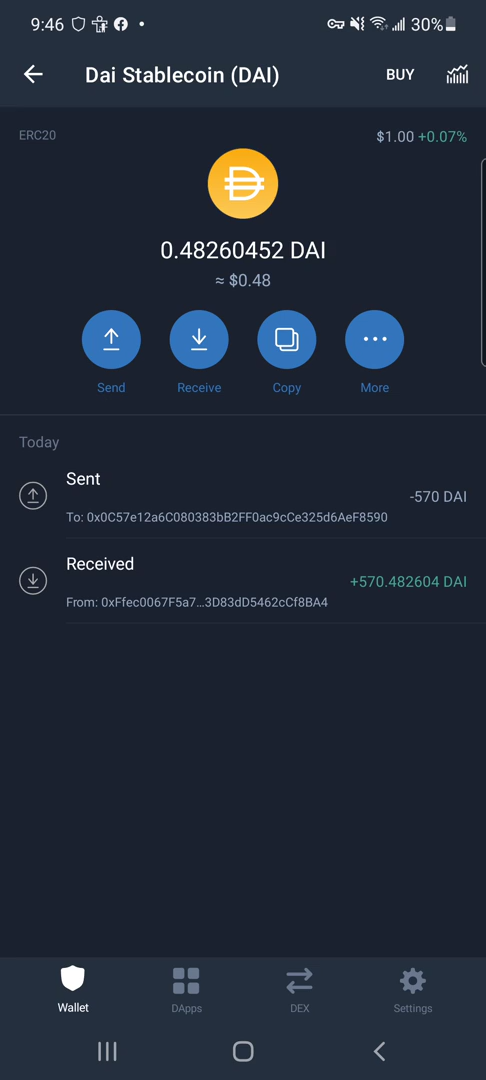 9:46 30%
Dai Stablecoin (DAI) BUY
ERC20 $1.00 +0.07%
0.48260452 DAI
≈ $0.48
Send Receive Copy More
Today
Sent
-570 DAI
To: 0x0C57e12a6C080383bB2FF0ac9cCe325d6AeF8590
Received
+570.482604 DAI
From: 0xFfec0067F5a7...3D83dD5462cCf8BA4
Wallet DApps DEX Settings